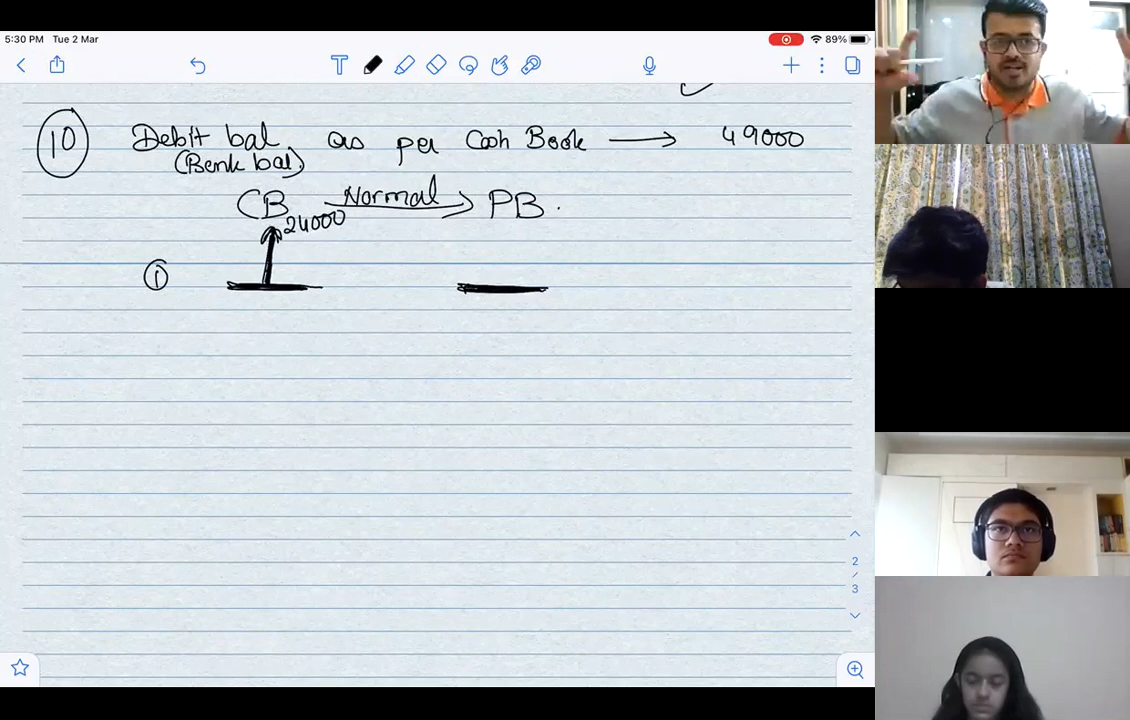 5:30 PM Tue 2 Mar 89%
T
10 Debit bal as per Cash Book → 49000
(Bank bal)
CB Normal PB.
24000
1
2
/
3